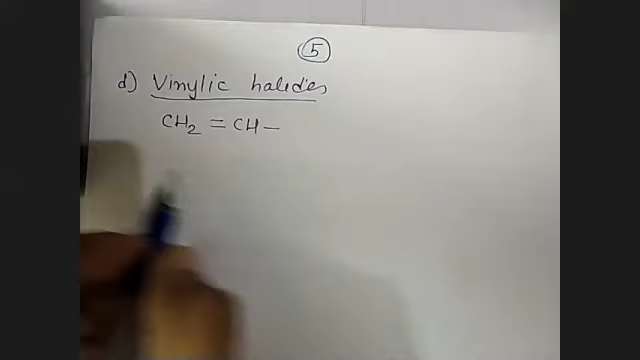 5
d) Vinylic halides
CH₂ = CH –